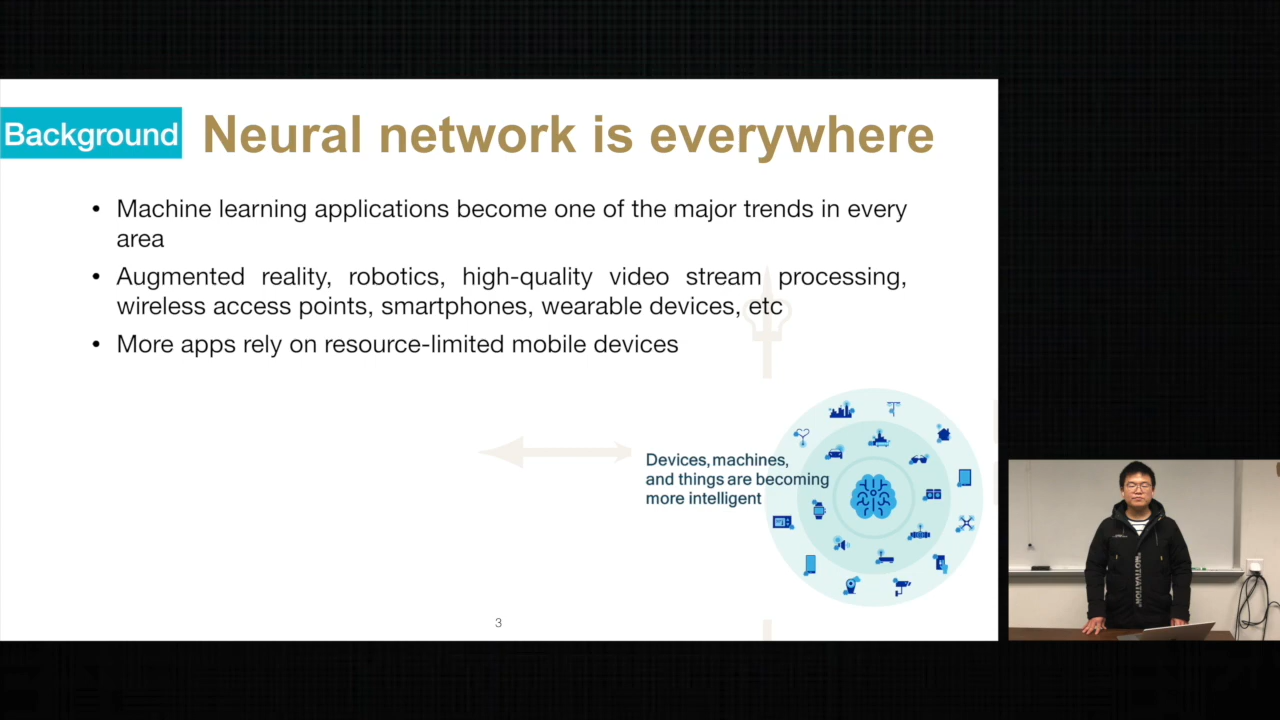 Background
Neural network is everywhere
• Machine learning applications become one of the major trends in every
area
• Augmented reality, robotics, high-quality video stream processing,
wireless access points, smartphones, wearable devices, etc
• More apps rely on resource-limited mobile devices
Devices, machines,
and things are becoming
more intelligent
"MOTIVATION"
3